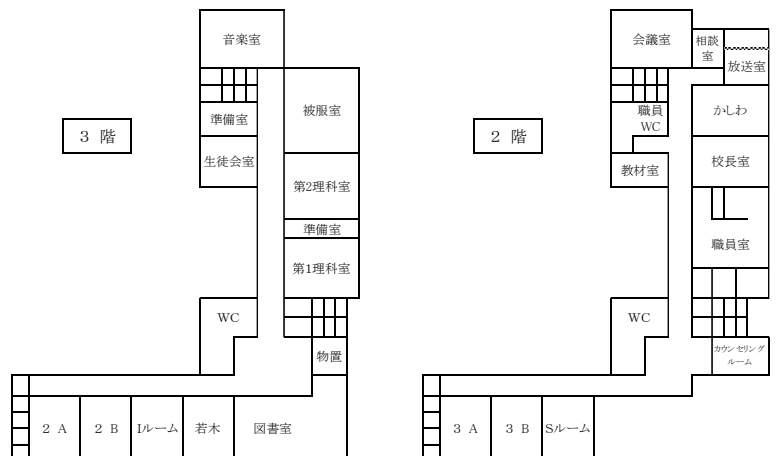 音楽室
準備室
生徒会室
3 階
被服室
第2理科室
準備室
第1理科室
WC
物置
2 A
2 B
Iルーム
若木
図書室
会議室
相談
室
放送室
職員
WC
かしわ
2 階
教材室
校長室
職員室
WC
カウンセリング
ルーム
3 A
3 B
Sルーム